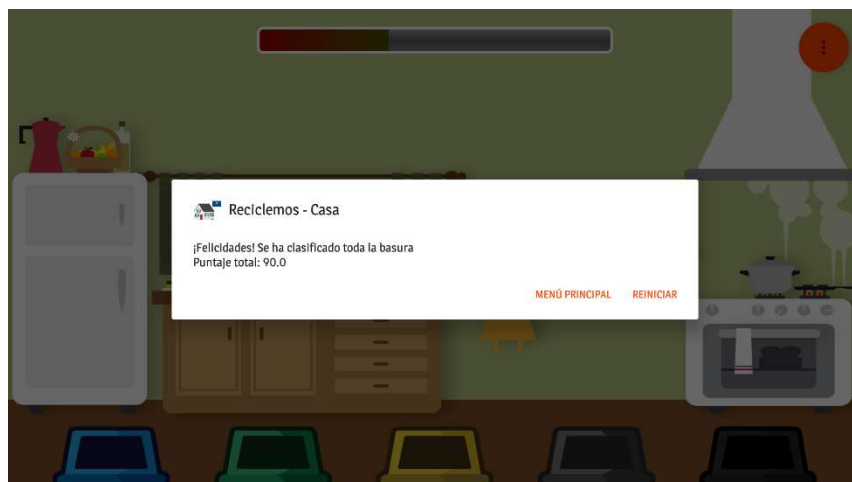 Reciclemos - Casa
¡Felicidades! Se ha clasificado toda la basura
Puntaje total: 90.0
MENÚ PRINCIPAL REINICIAR